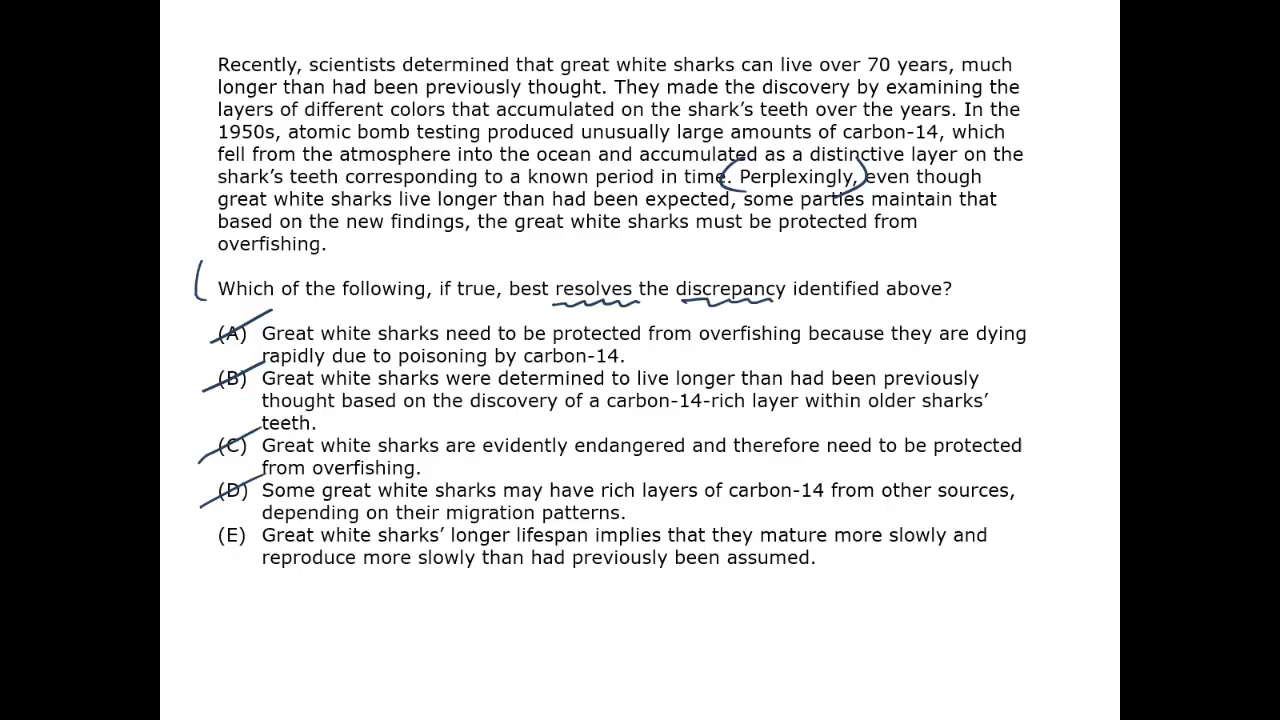 Recently, scientists determined that great white sharks can live over 70 years, much
longer than had been previously thought. They made the discovery by examining the
layers of different colors that accumulated on the shark's teeth over the years. In the
1950s, atomic bomb testing produced unusually large amounts of carbon-14, which
fell from the atmosphere into the ocean and accumulated as a distinctive layer on the
shark's teeth corresponding to a known period in time. Perplexingly, even though
great white sharks live longer than had been expected, some parties maintain that
based on the new findings, the great white sharks must be protected from
overfishing.
Which of the following, if true, best resolves the discrepancy identified above?
(A) Great white sharks need to be protected from overfishing because they are dying
rapidly due to poisoning by carbon-14.
(B) Great white sharks were determined to live longer than had been previously
thought based on the discovery of a carbon-14-rich layer within older sharks'
teeth.
(C) Great white sharks are evidently endangered and therefore need to be protected
from overfishing.
(D) Some great white sharks may have rich layers of carbon-14 from other sources,
depending on their migration patterns.
(E) Great white sharks' longer lifespan implies that they mature more slowly and
reproduce more slowly than had previously been assumed.